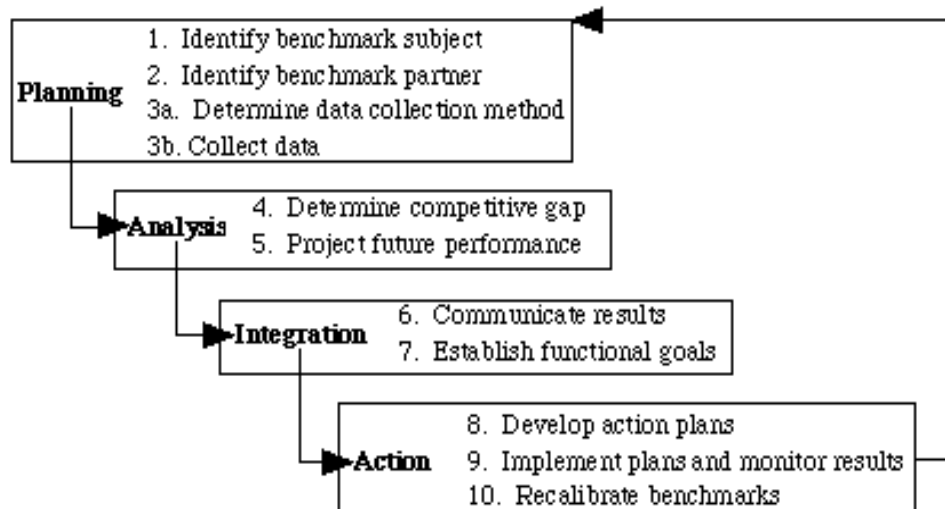 1. Identify benchmark subject
2. Identify benchmark partner
Planning
3a. Determine data collection method
3b. Collect data
4. Determine competitive gap
Analysis
5. Project future performance
6. Communicate results
Integration
7. Establish functional goals
8. Develop action plans
Action
9. Implement plans and monitor results
10. Recalibrate benchmarks